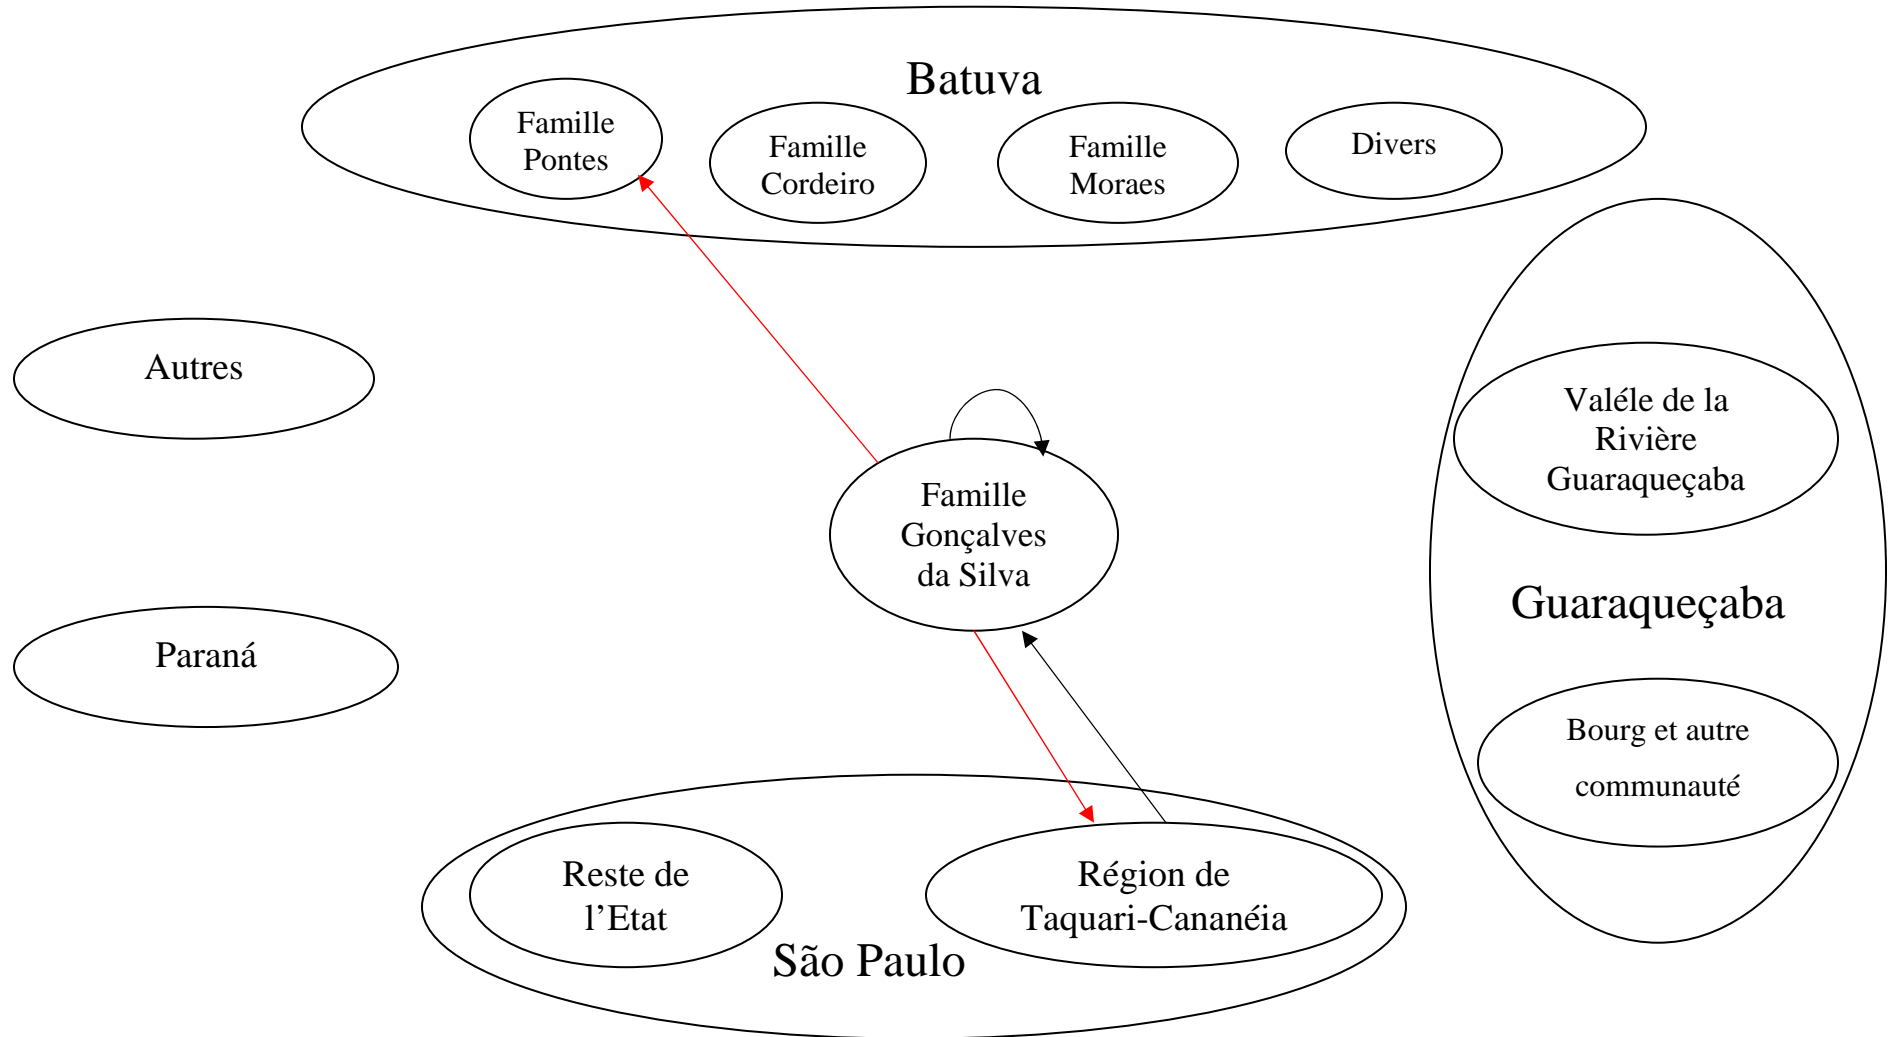 Batuva
Famille
Pontes
Famille
Cordeiro
Famille
Moraes
Divers
Autres
Valéle de la
Rivière
Guaraqueçaba
Famille
Gonçalves
da Silva
Guaraqueçaba
Paraná
Bourg et autre
communauté
Reste de
l’Etat
Région de
Taquari-Cananéia
São Paulo